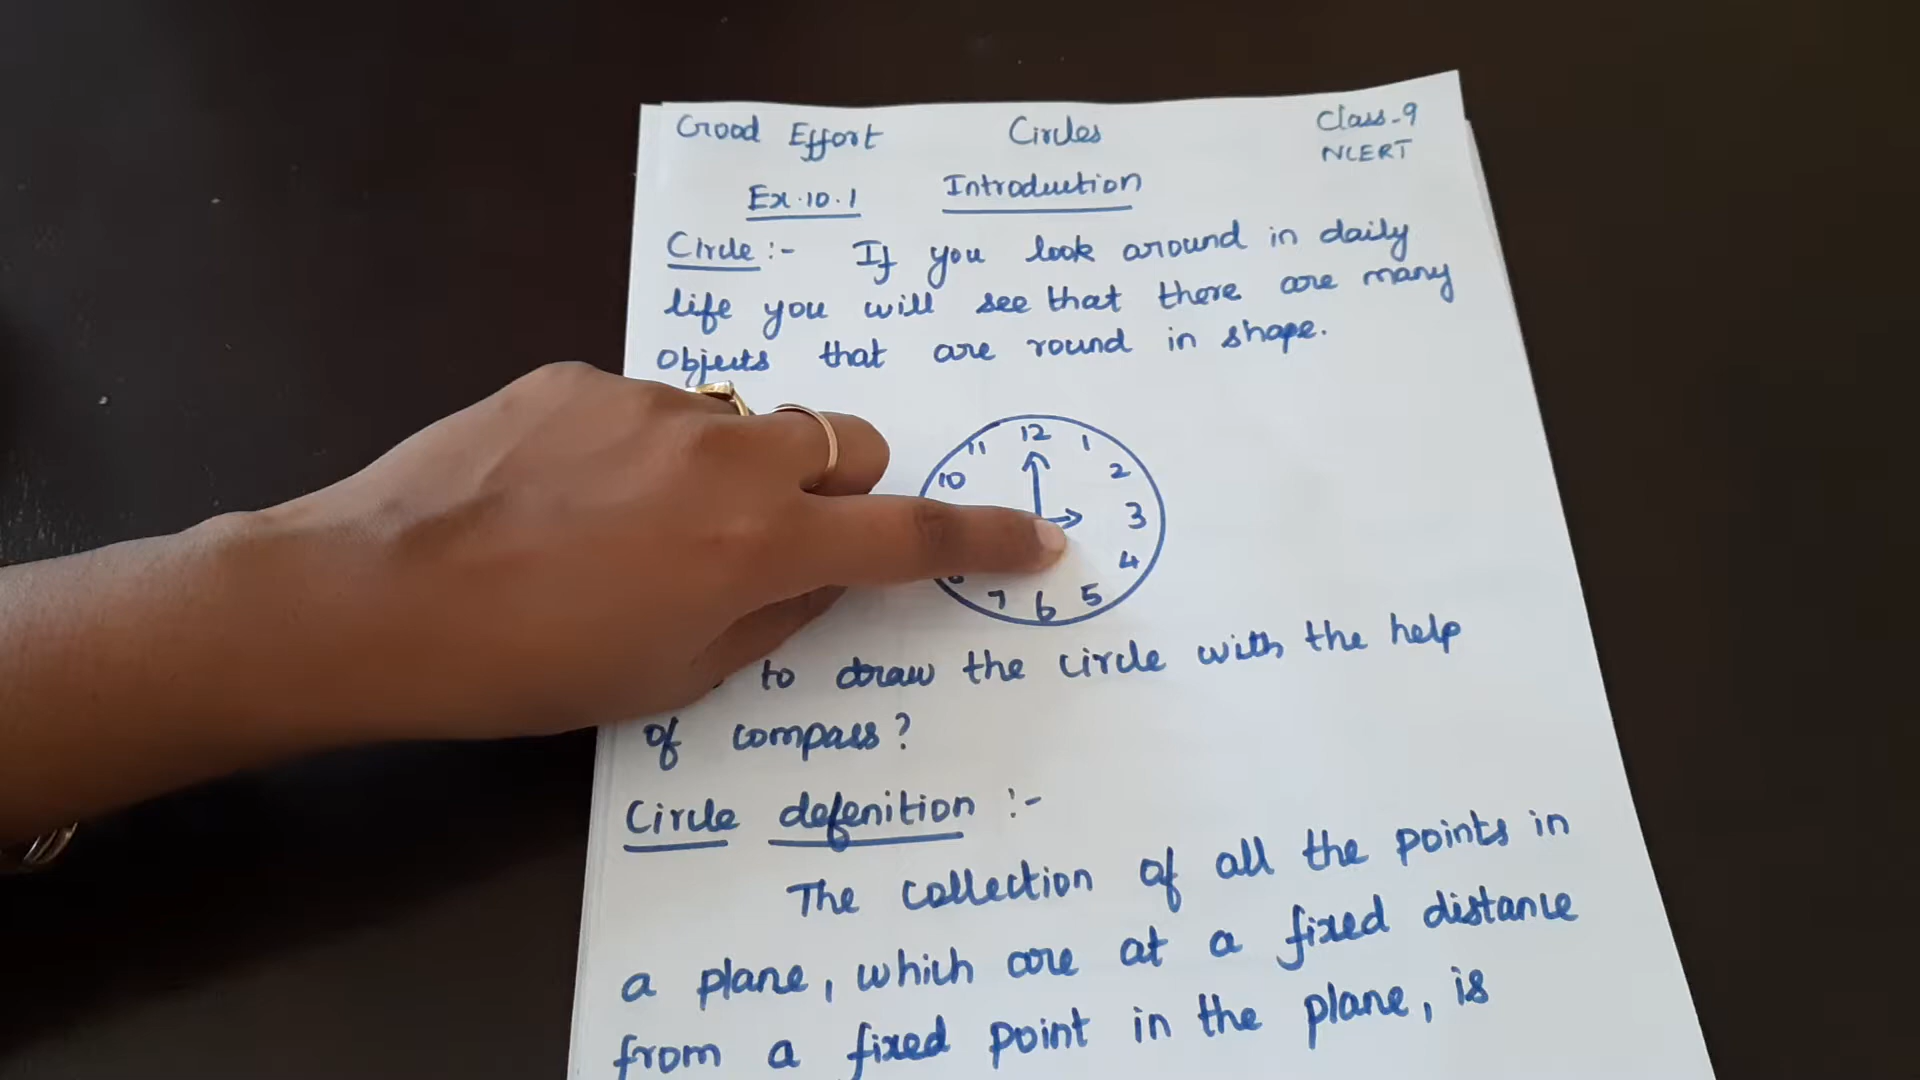 Good Effort Circles Class-9
NCERT
Ex.10.1 Introduction
Circle :- If you look around in daily
life you will see that there are many
objects that are round in shape.
12
11 1
10 2
3
4
7 6 5
to draw the circle with the help
of compass?
Circle defenition :-
The collection of all the points in
a plane, which are at a fixed distance
from a fixed point in the plane, is